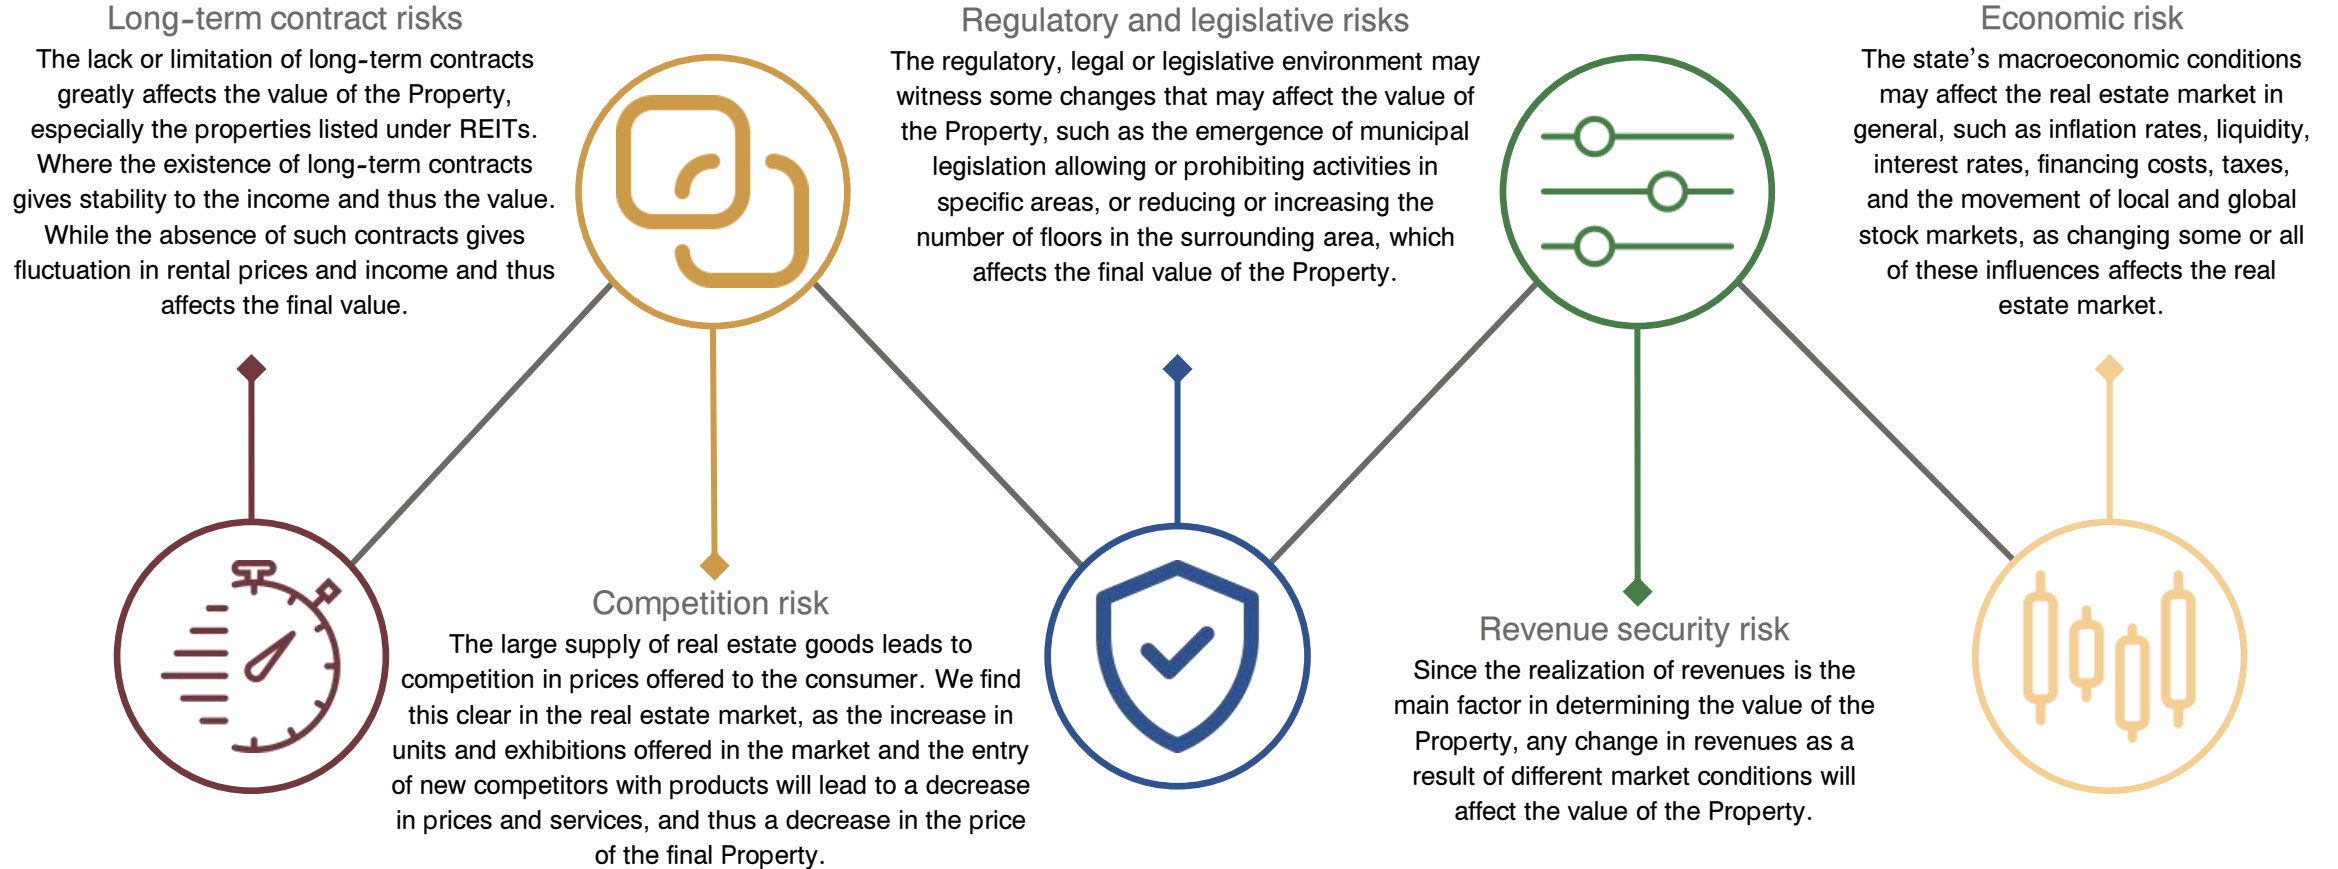 Long-term contract risks
The lack or limitation of long-term contracts
greatly affects the value of the Property,
especially the properties listed under REITs.
Where the existence of long-term contracts
gives stability to the income and thus the value.
While the absence of such contracts gives
fluctuation in rental prices and income and thus
affects the final value.
Competition risk
The large supply of real estate goods leads to
competition in prices offered to the consumer. We find
this clear in the real estate market, as the increase in
units and exhibitions offered in the market and the entry
of new competitors with products will lead to a decrease
in prices and services, and thus a decrease in the price
of the final Property.
Regulatory and legislative risks
The regulatory, legal or legislative environment may
witness some changes that may affect the value of
the Property, such as the emergence of municipal
legislation allowing or prohibiting activities in
specific areas, or reducing or increasing the
number of floors in the surrounding area, which
affects the final value of the Property.
Revenue security risk
Since the realization of revenues is the
main factor in determining the value of the
Property, any change in revenues as a
result of different market conditions will
affect the value of the Property.
Economic risk
The state’s macroeconomic conditions
may affect the real estate market in
general, such as inflation rates, liquidity,
interest rates, financing costs, taxes,
and the movement of local and global
stock markets, as changing some or all
of these influences affects the real
estate market.